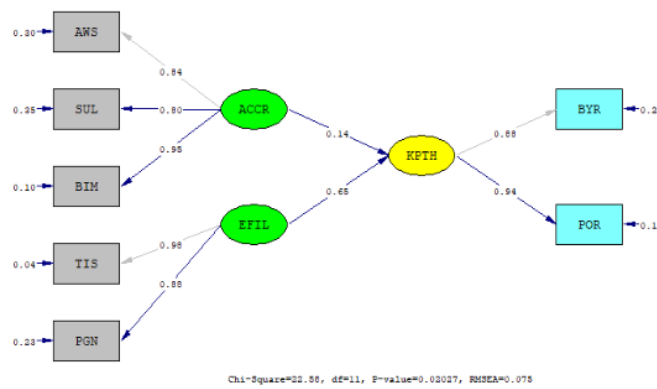 0.30 AWS
0.84
0.25 SUL 0.80 ACCR BYR 0.2
0.14 0.88
0.95
KPTH
0.10 BIM
0.65 0.94
EFIL POR 0.1
0.98
0.04 TIS
0.88
0.23 PGN
Chi-Square=22.58, df=11, P-value=0.02027, RMSEA=0.075